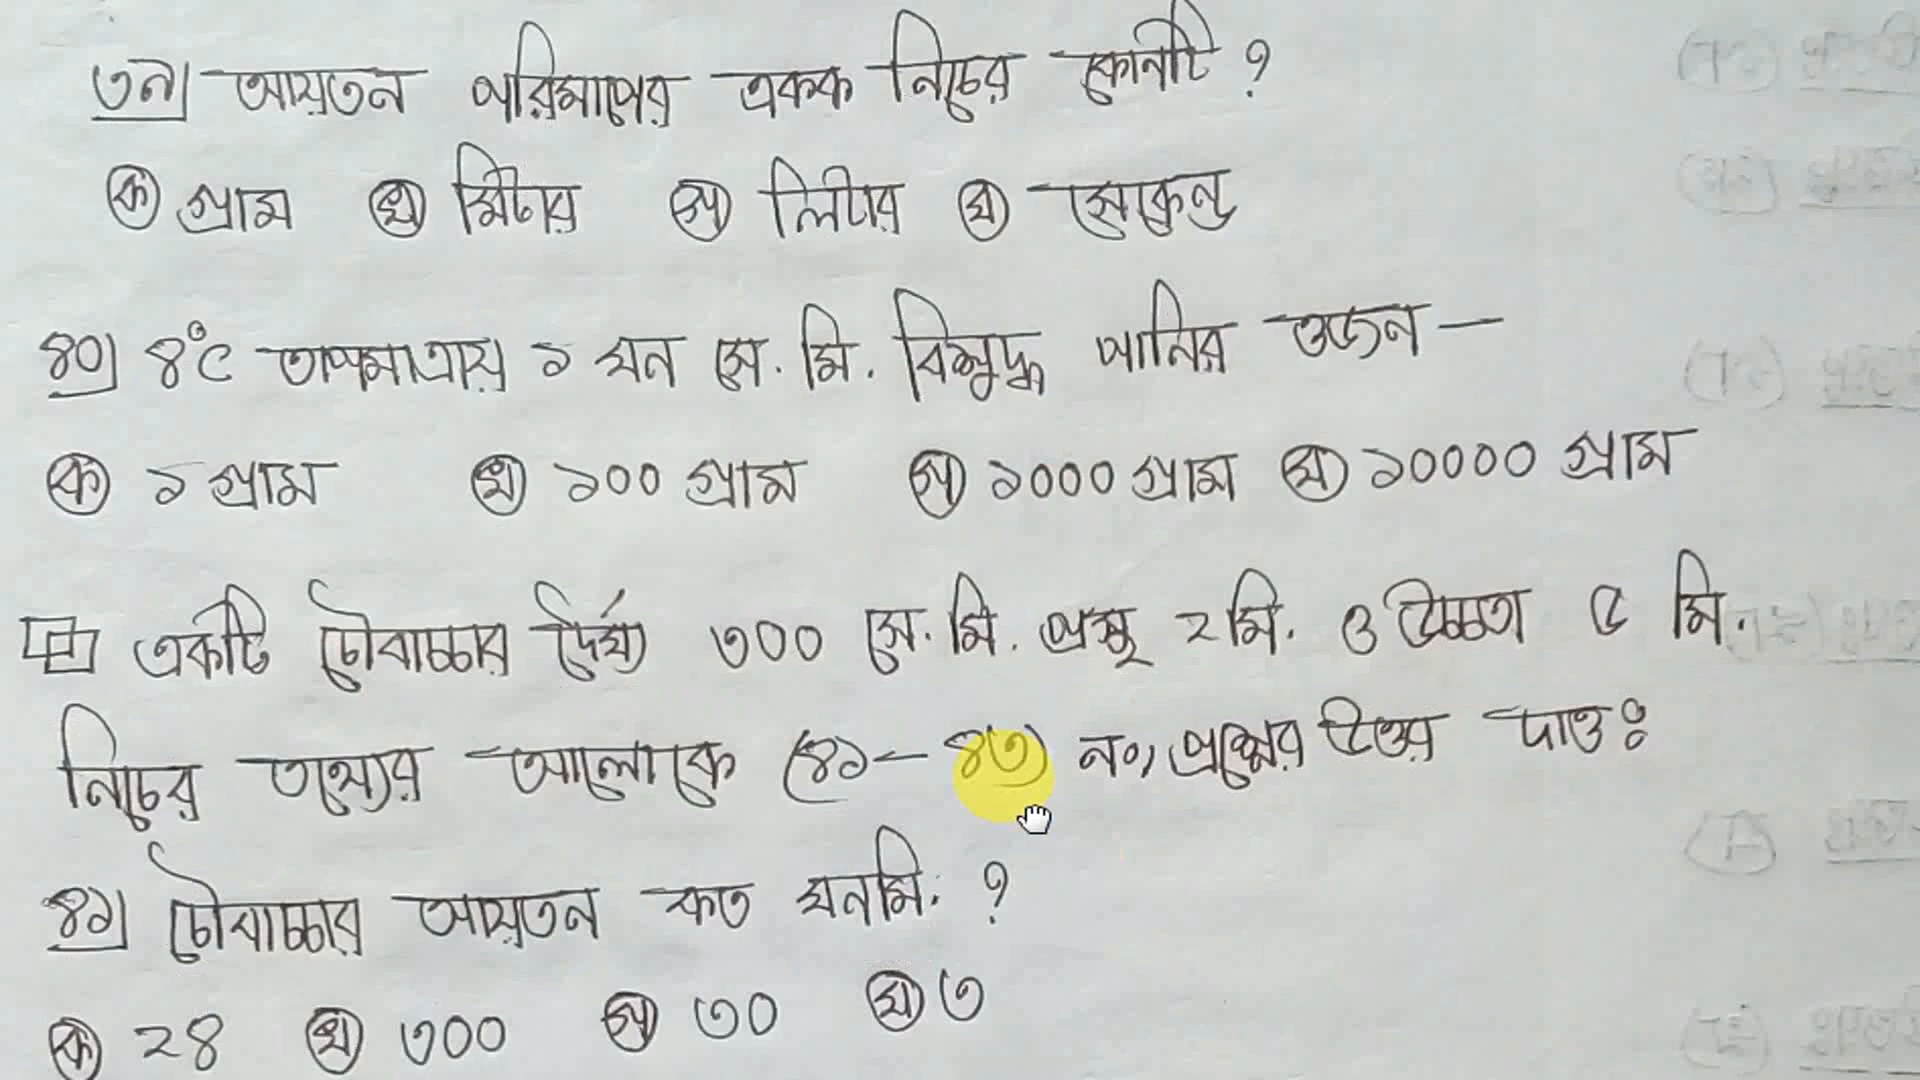 ৩৯| আয়তন পরিমাপের একক নিচের কোনটি ?
ক গ্রাম খ মিটার গ লিটার ঘ সেকেন্ড
৪০| ৪°C তাপমাত্রায় ১ ঘন সে. মি. বিশুদ্ধ পানির ওজন —
ক ১ গ্রাম খ ১০০ গ্রাম গ ১০০০ গ্রাম ঘ ১০০০০ গ্রাম
একটি চৌবাচ্চার দৈর্ঘ্য ৩০০ সে. মি. প্রস্থ ২ মি. ও উচ্চতা ৫ মি.
নিচের তথ্যের আলোকে (৪১ – ৪৩) নং, প্রশ্নের উত্তর দাও ঃ
৪১| চৌবাচ্চার আয়তন কত ঘনমি. ?
ক ২৪ খ ৩০০ গ ৩০ ঘ ৩